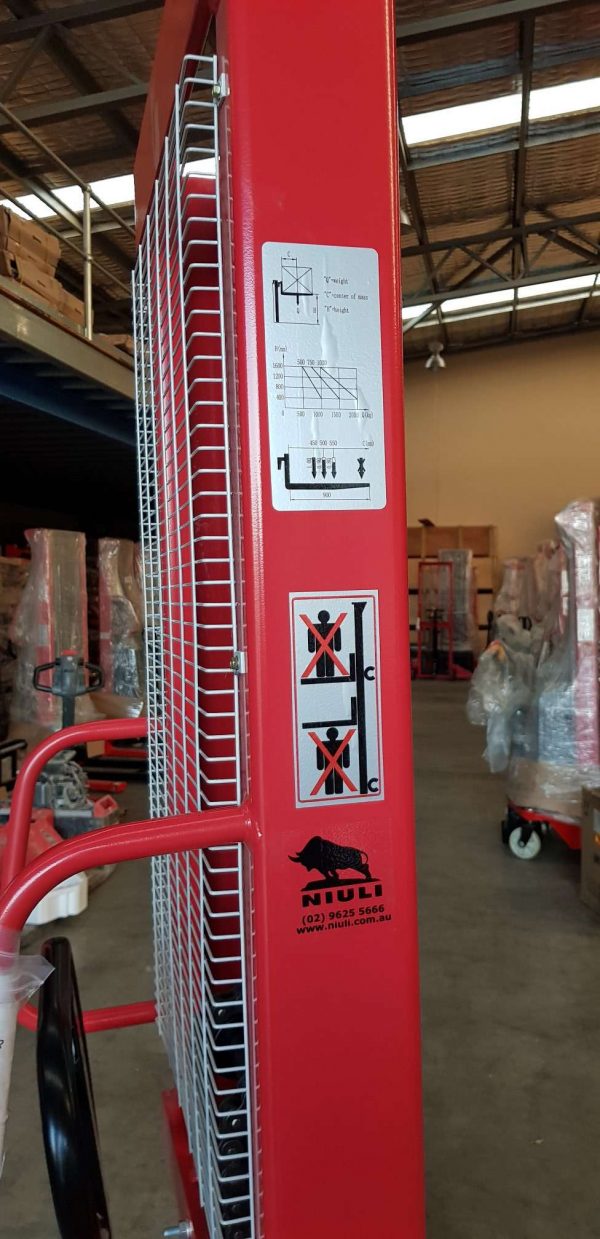 C
"Q"=weight
"C"=center of mass
Q H
"H"=height
H(mm) 500 750 1000
1600
1200
800
400
0 500 1000 1500 2000 Q(kg)
450 500 550 C(mm)
900
C
C
NIULI
(02) 9625 5666
www.niuli.com.au